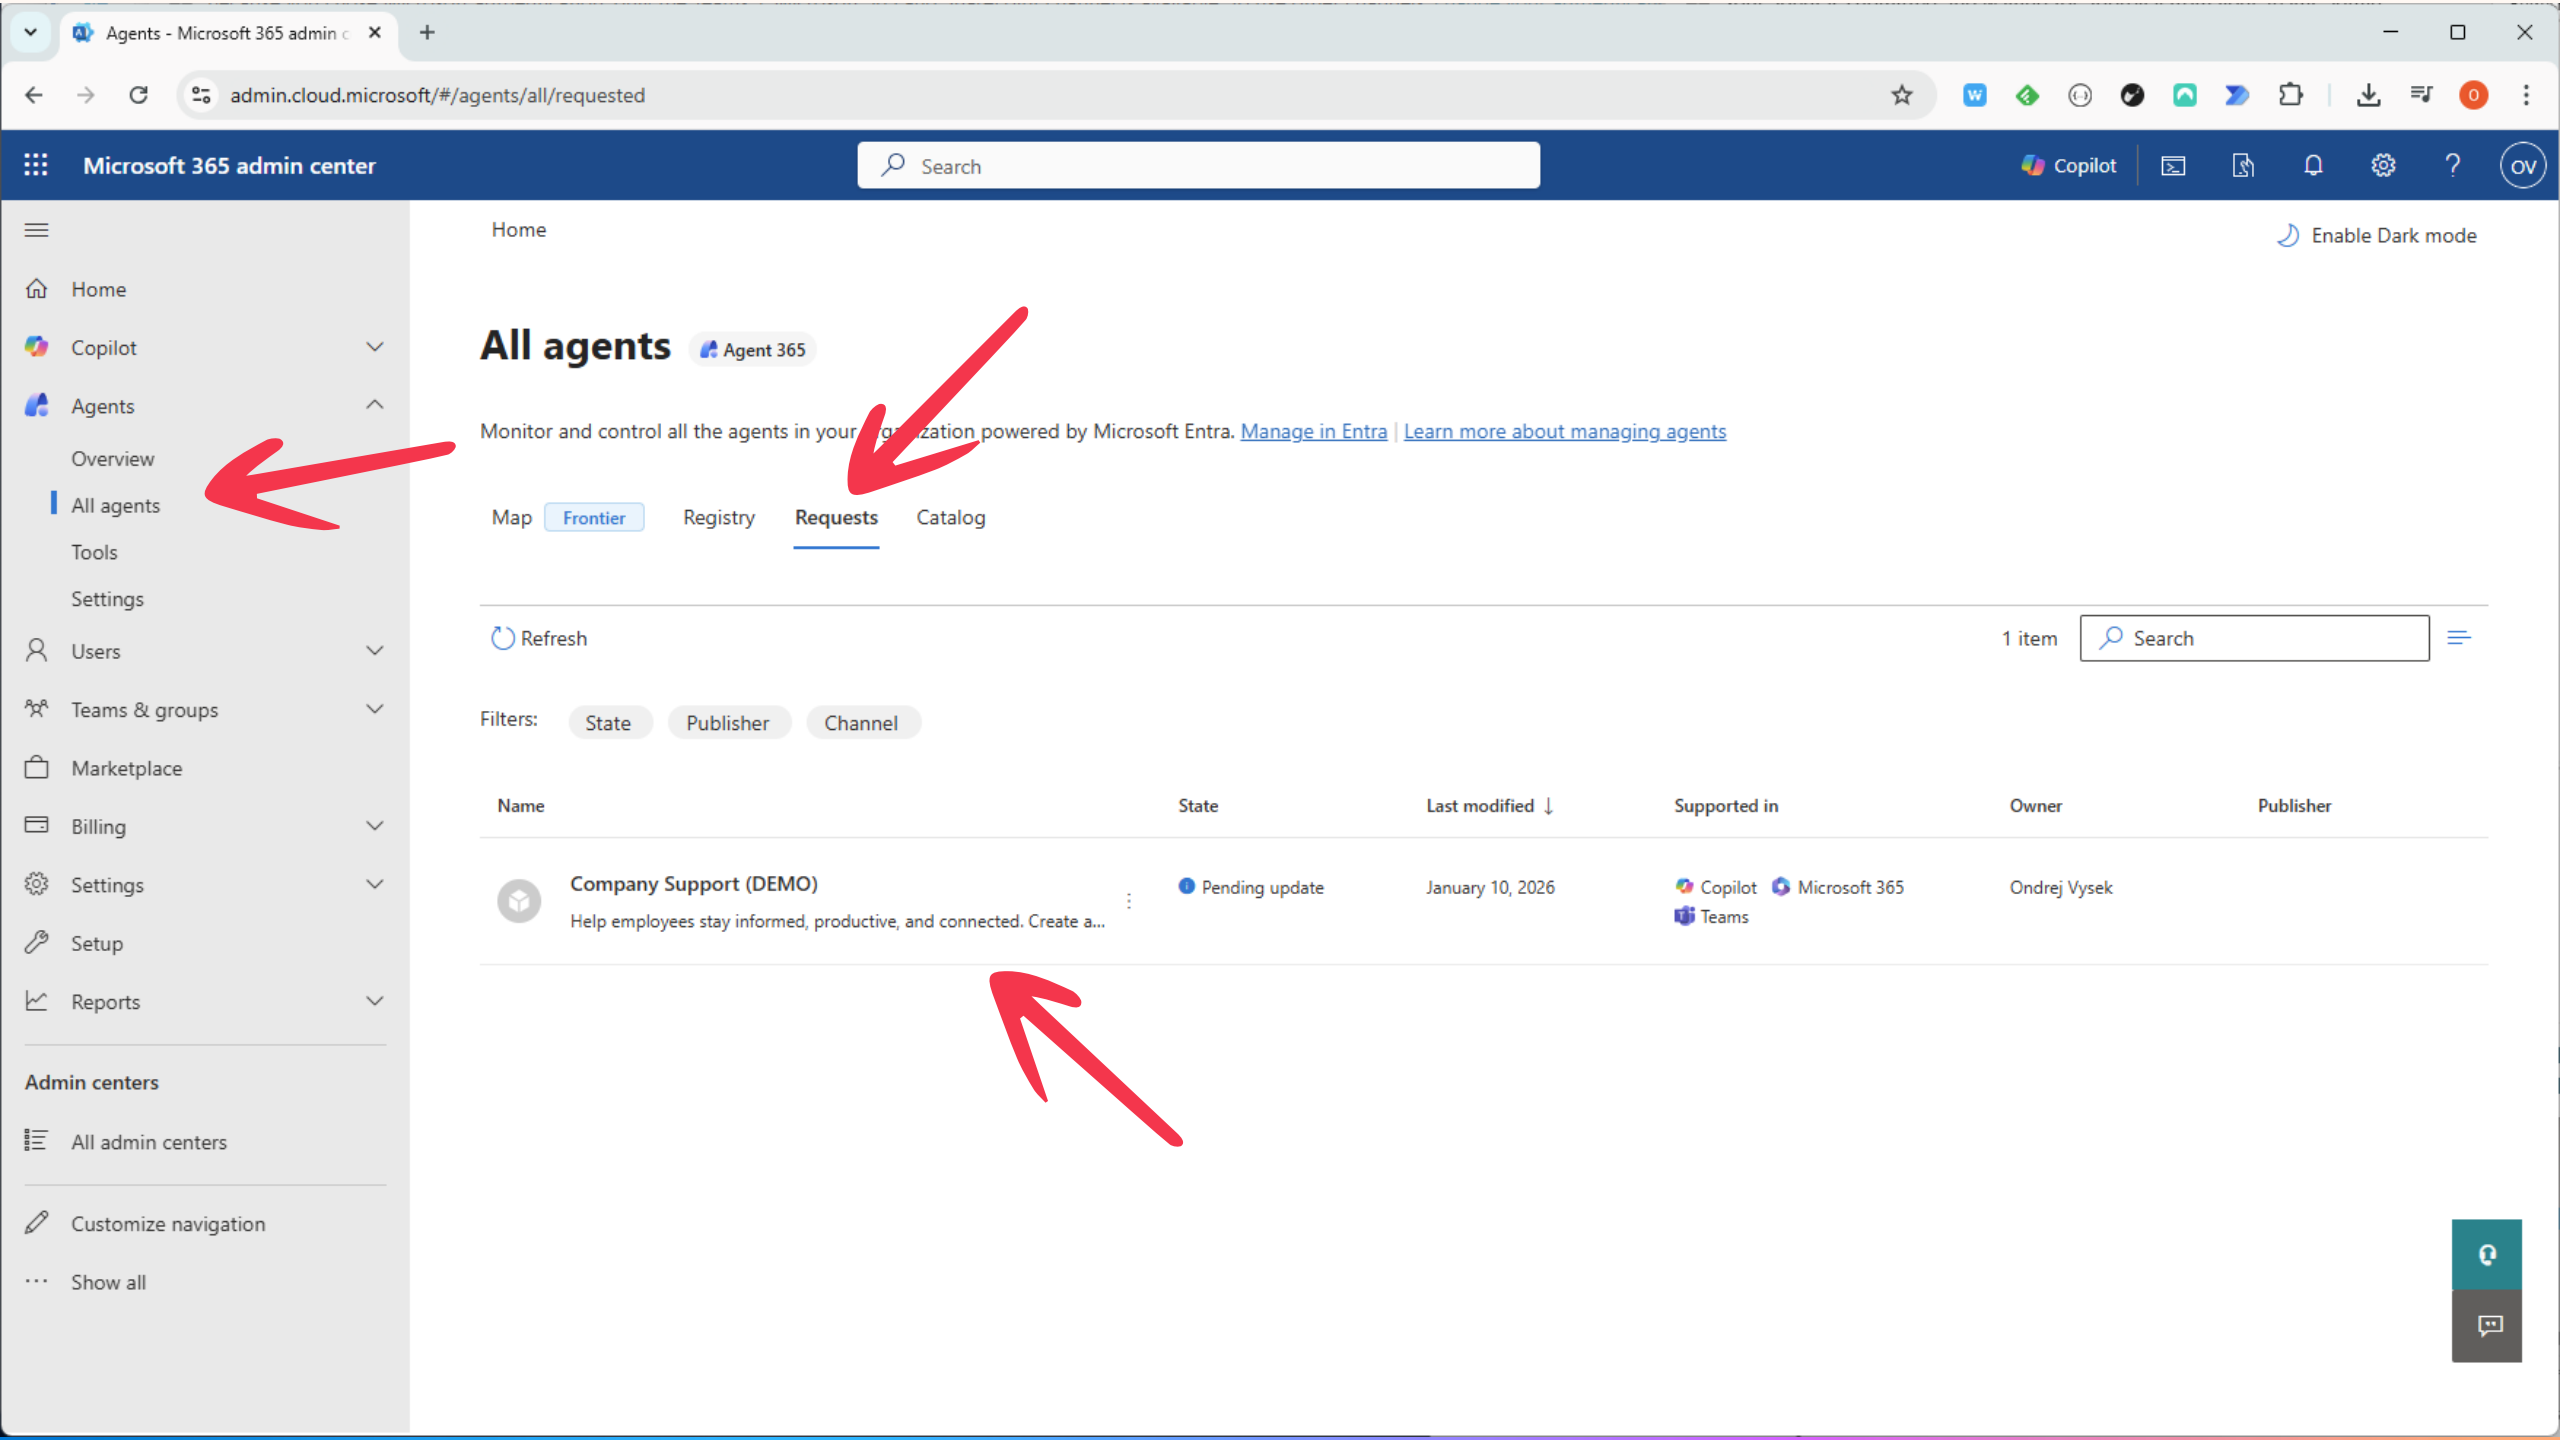 Agents - Microsoft 365 admin c
admin.cloud.microsoft/#/agents/all/requested
Microsoft 365 admin center
Search
Copilot
OV
Home
Enable Dark mode
Home
Copilot
Agents
Overview
All agents
Tools
Settings
Users
Teams & groups
Marketplace
Billing
Settings
Setup
Reports
Admin centers
All admin centers
Customize navigation
Show all
All agents
Agent 365
Monitor and control all the agents in your organization powered by Microsoft Entra. Manage in Entra | Learn more about managing agents
Map Frontier Registry Requests Catalog
Refresh
1 item
Search
Filters: State Publisher Channel
Name State Last modified ↓ Supported in Owner Publisher
Company Support (DEMO)
Help employees stay informed, productive, and connected. Create a...
Pending update
January 10, 2026
Copilot Microsoft 365
Teams
Ondrej Vysek